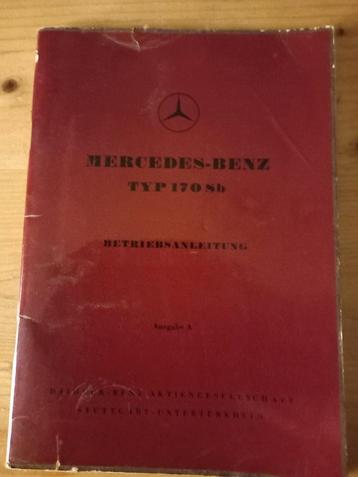 MERCEDES-BENZ
TYP 170 Sb
BETRIEBSANLEITUNG
Ausgabe A
DAIMLER-BENZ AKTIENGESELLSCHAFT
STUTTGART-UNTERTÜRKHEIM